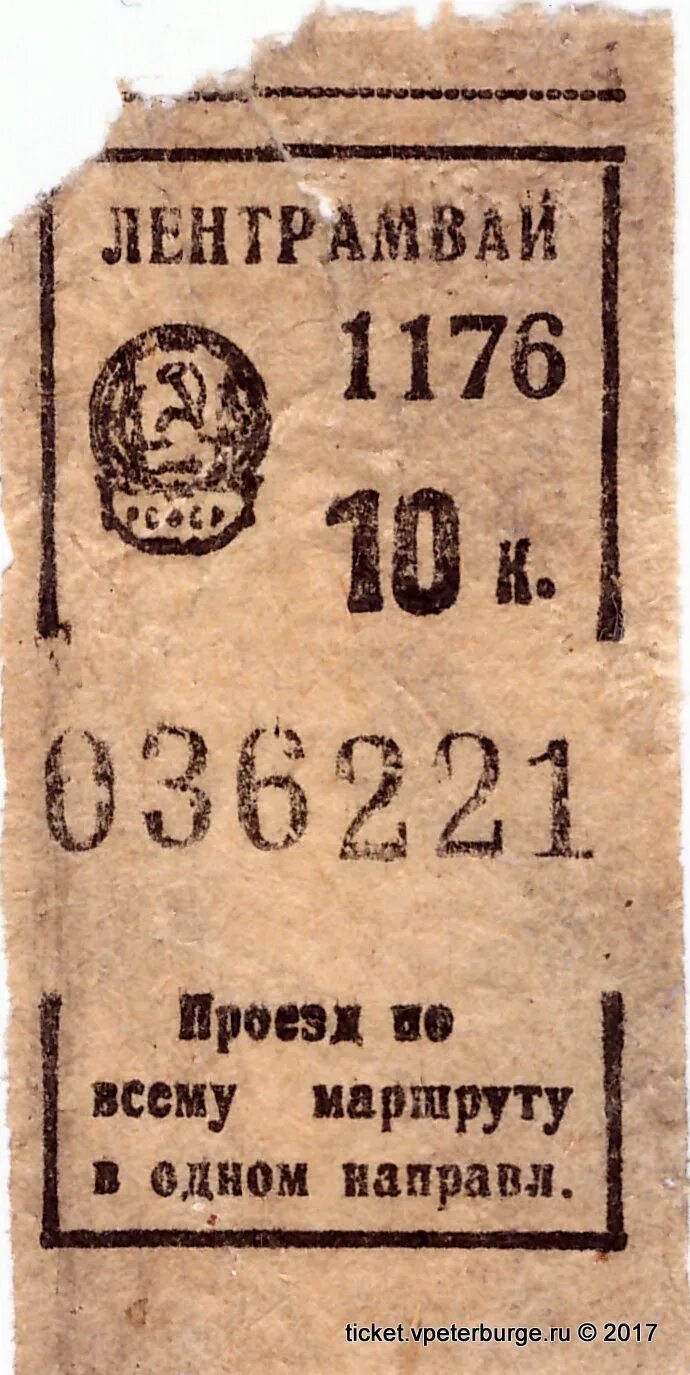 ЛЕНТРАМВАЙ
1176
РСФСР
10 к.
036221
Проезд по
всему маршруту
в одном направл.
ticket.vpeterburge.ru © 2017